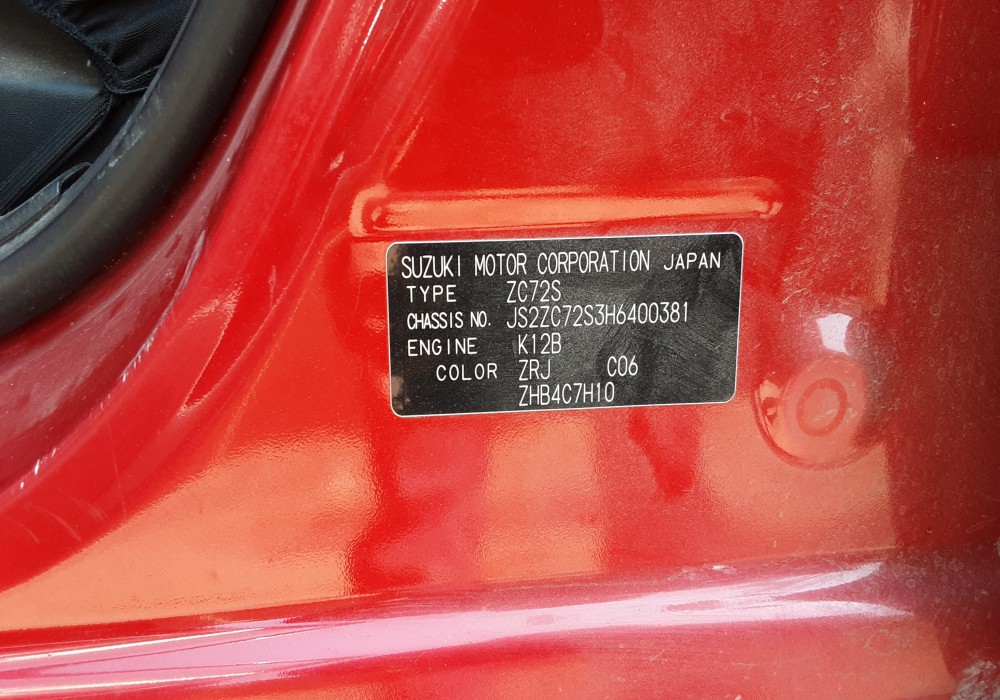 SUZUKI MOTOR CORPORATION JAPAN
TYPE ZC72S
CHASSIS NO. JS2ZC72S3H6400381
ENGINE K12B
COLOR ZRJ C06
ZHB4C7H10